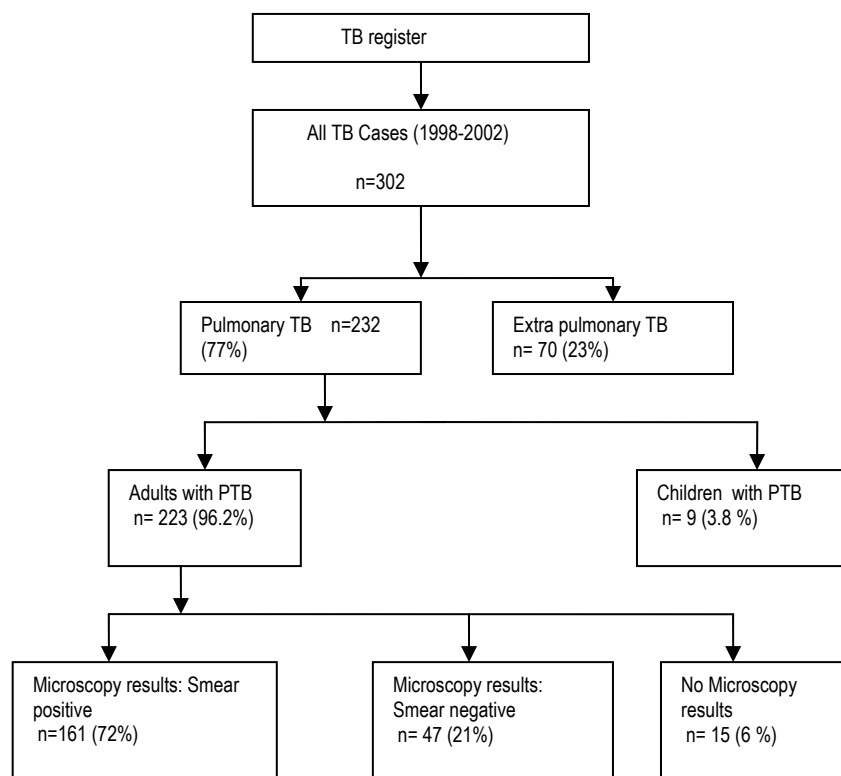 TB register
All TB Cases (1998-2002)
n=302
Pulmonary TB n=232
(77%)
Extra pulmonary TB
n= 70 (23%)
Adults with PTB
n= 223 (96.2%)
Children with PTB
n= 9 (3.8 %)
Microscopy results: Smear
positive
n=161 (72%)
Microscopy results:
Smear negative
n= 47 (21%)
No Microscopy
results
n= 15 (6 %)